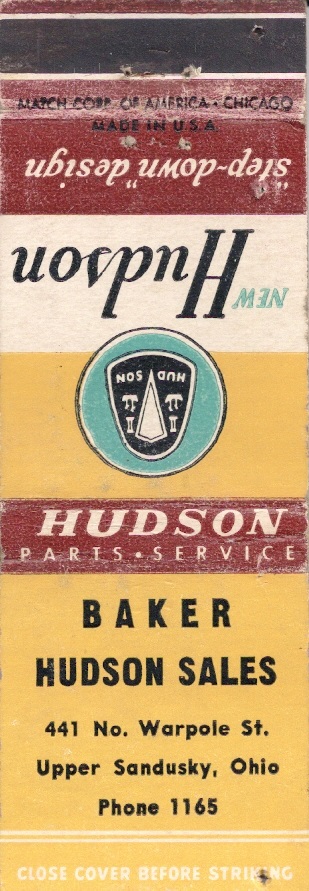 MATCH CORP. OF AMERICA • CHICAGO
MADE IN U.S.A.
"step-down" design
NEW Hudson
HUD SON
HUDSON
PARTS • SERVICE
BAKER
HUDSON SALES
441 No. Warpole St.
Upper Sandusky, Ohio
Phone 1165
CLOSE COVER BEFORE STRIKING